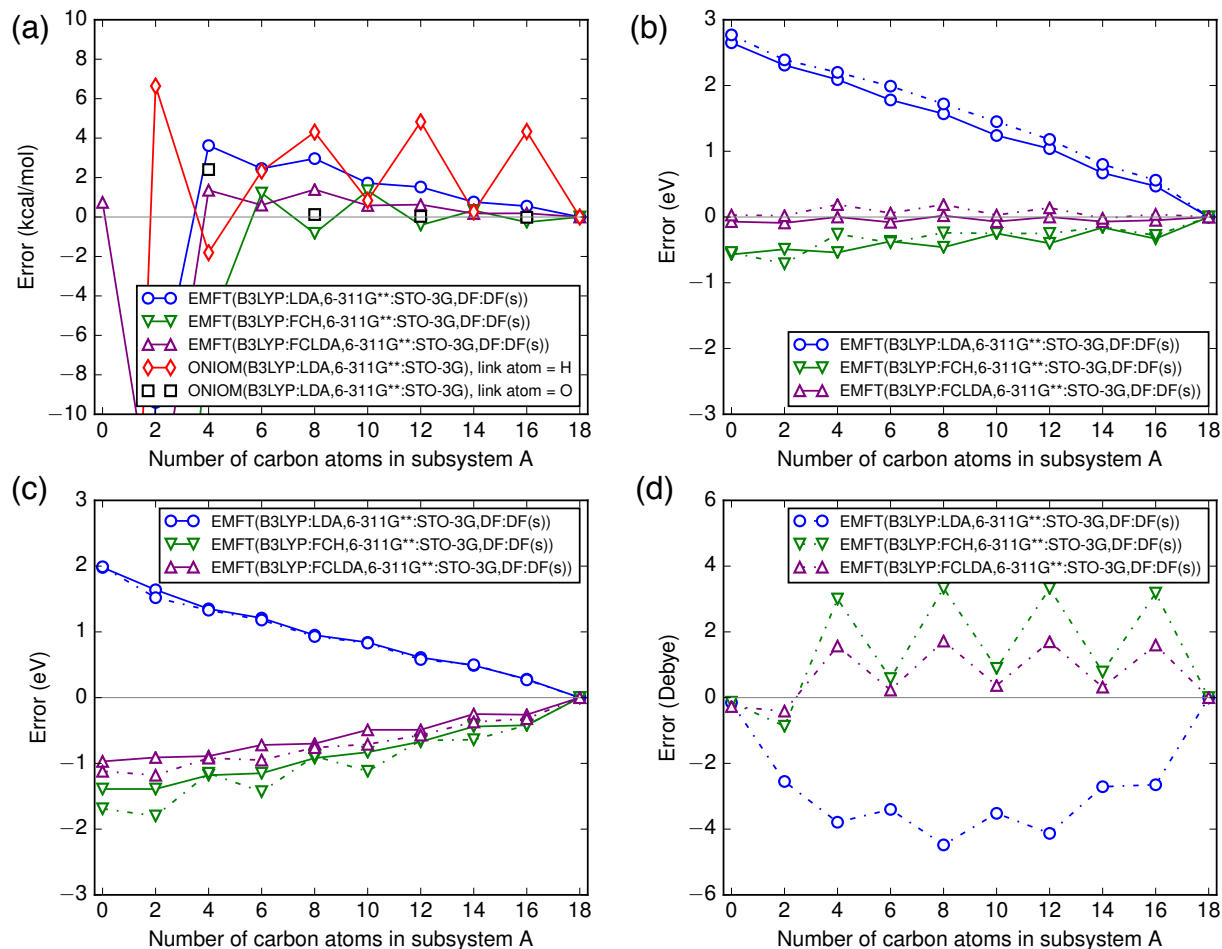 (a)
10
8
6
4
2
0
−2
−4
−6
−8
−10
Error (kcal/mol)
EMFT(B3LYP:LDA,6-311G**:STO-3G,DF:DF(s))
EMFT(B3LYP:FCH,6-311G**:STO-3G,DF:DF(s))
EMFT(B3LYP:FCLDA,6-311G**:STO-3G,DF:DF(s))
ONIOM(B3LYP:LDA,6-311G**:STO-3G), link atom = H
ONIOM(B3LYP:LDA,6-311G**:STO-3G), link atom = O
0 2 4 6 8 10 12 14 16 18
Number of carbon atoms in subsystem A
(b)
3
2
1
0
−1
−2
−3
Error (eV)
EMFT(B3LYP:LDA,6-311G**:STO-3G,DF:DF(s))
EMFT(B3LYP:FCH,6-311G**:STO-3G,DF:DF(s))
EMFT(B3LYP:FCLDA,6-311G**:STO-3G,DF:DF(s))
0 2 4 6 8 10 12 14 16 18
Number of carbon atoms in subsystem A
(c)
3
2
1
0
−1
−2
−3
Error (eV)
EMFT(B3LYP:LDA,6-311G**:STO-3G,DF:DF(s))
EMFT(B3LYP:FCH,6-311G**:STO-3G,DF:DF(s))
EMFT(B3LYP:FCLDA,6-311G**:STO-3G,DF:DF(s))
0 2 4 6 8 10 12 14 16 18
Number of carbon atoms in subsystem A
(d)
6
4
2
0
−2
−4
−6
Error (Debye)
EMFT(B3LYP:LDA,6-311G**:STO-3G,DF:DF(s))
EMFT(B3LYP:FCH,6-311G**:STO-3G,DF:DF(s))
EMFT(B3LYP:FCLDA,6-311G**:STO-3G,DF:DF(s))
0 2 4 6 8 10 12 14 16 18
Number of carbon atoms in subsystem A